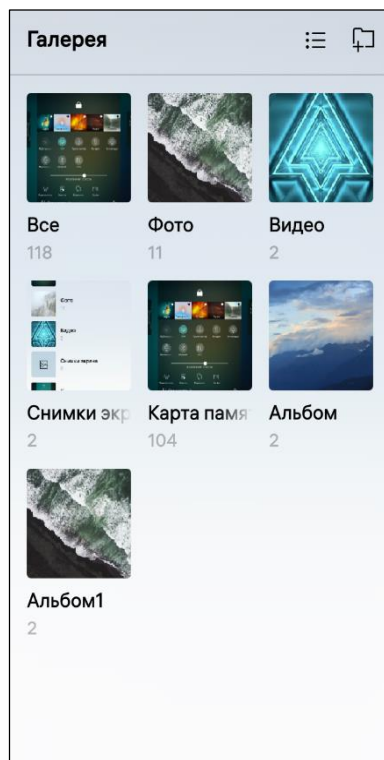 Галерея
Все Фото Видео
118 11 2
Снимки экр Карта памя Альбом
2 104 2
Альбом1
2